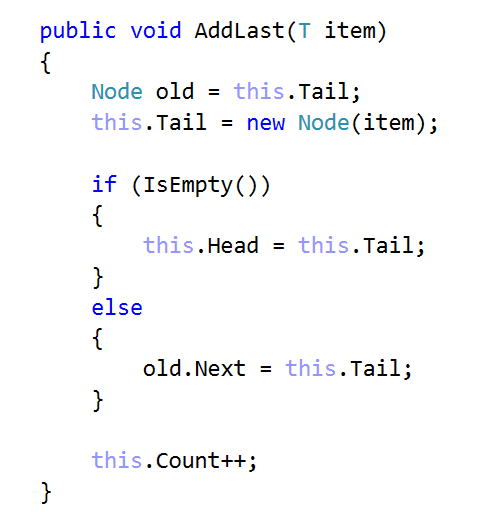 public void AddLast(T item)
{
    Node old = this.Tail;
    this.Tail = new Node(item);

    if (IsEmpty())
    {
        this.Head = this.Tail;
    }
    else
    {
        old.Next = this.Tail;
    }

    this.Count++;
}